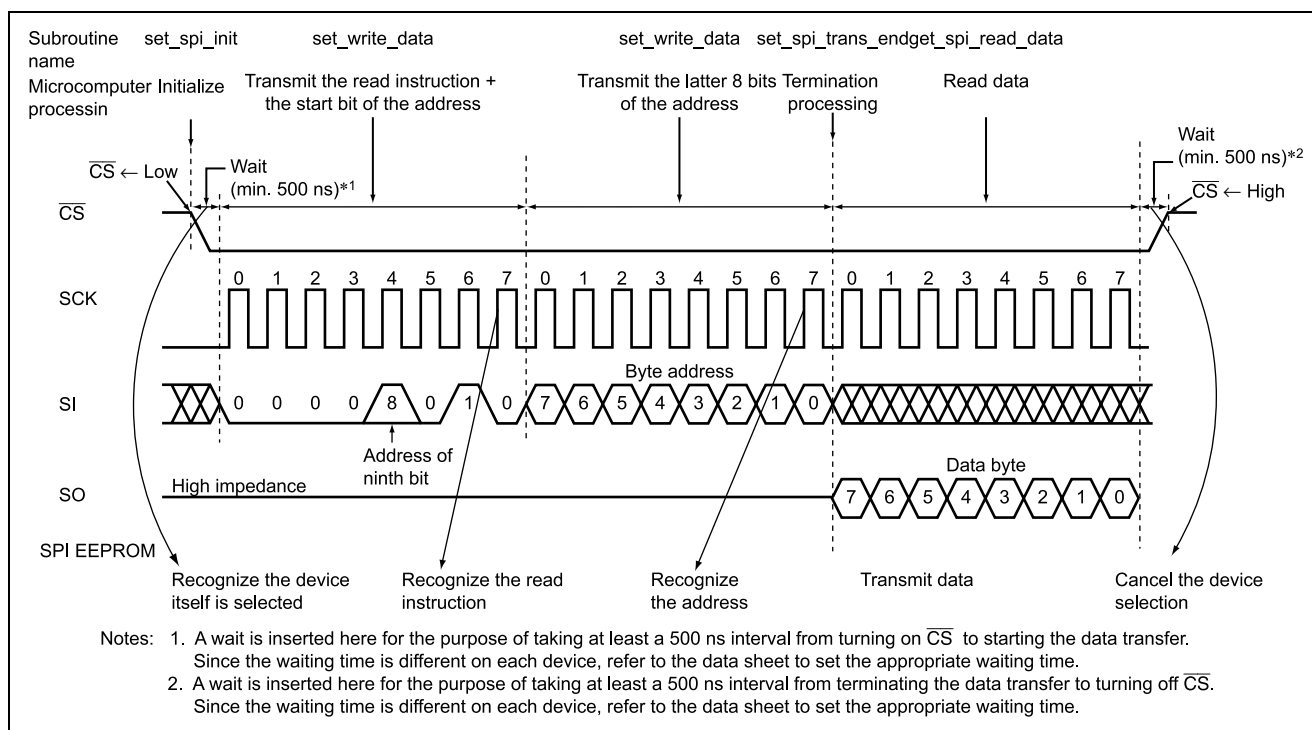 Subroutine name
set_spi_init
set_write_data
set_write_data
set_spi_trans_endget_spi_read_data
Microcomputer Initialize
processin
Transmit the read instruction +
the start bit of the address
Transmit the latter 8 bits
of the address
Termination
processing
Read data
CS ← Low
Wait
(min. 500 ns)*1
Wait
(min. 500 ns)*2
CS ← High
CS
0 1 2 3 4 5 6 7 0 1 2 3 4 5 6 7 0 1 2 3 4 5 6 7
SCK
Byte address
SI
0 0 0 0 8 0 1 0 7 6 5 4 3 2 1 0
Address of
ninth bit
Data byte
SO
High impedance
7 6 5 4 3 2 1 0
SPI EEPROM
Recognize the device
itself is selected
Recognize the read
instruction
Recognize
the address
Transmit data
Cancel the device
selection
Notes: 1. A wait is inserted here for the purpose of taking at least a 500 ns interval from turning on CS to starting the data transfer.
Since the waiting time is different on each device, refer to the data sheet to set the appropriate waiting time.
2. A wait is inserted here for the purpose of taking at least a 500 ns interval from terminating the data transfer to turning off CS.
Since the waiting time is different on each device, refer to the data sheet to set the appropriate waiting time.